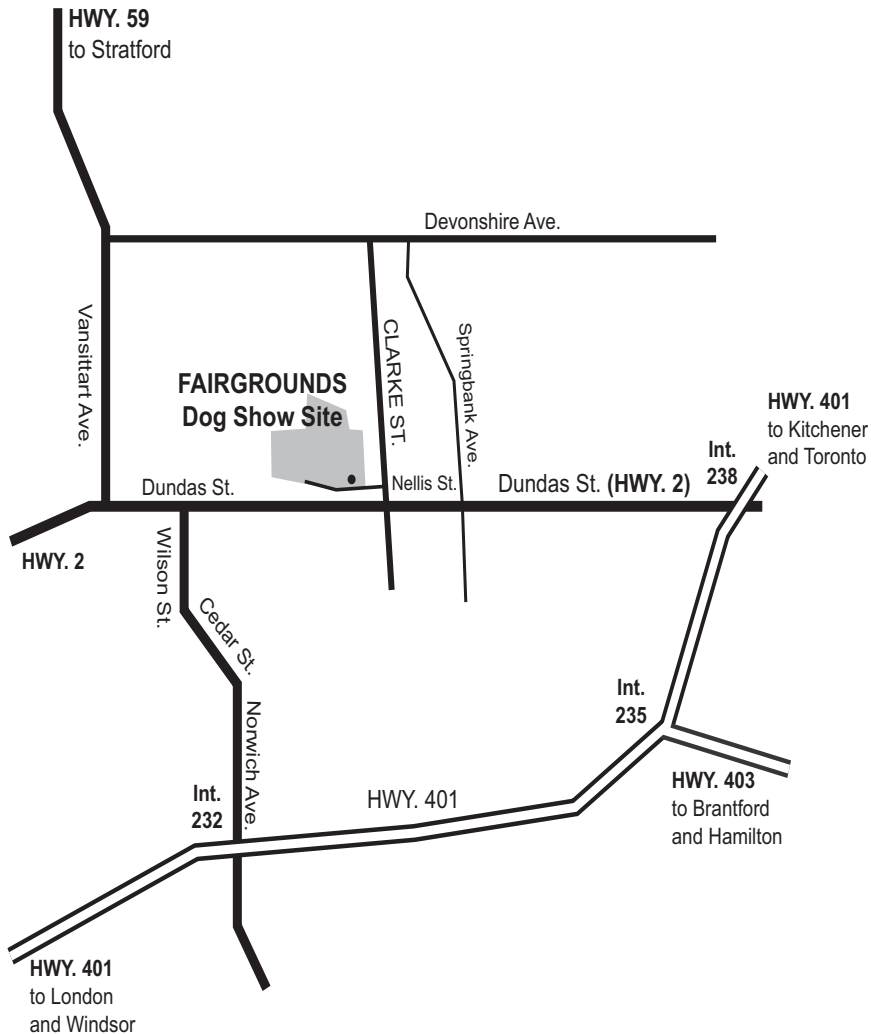 HWY. 59
to Stratford
Devonshire Ave.
Vansittart Ave.
CLARKE ST.
Springbank Ave.
FAIRGROUNDS
Dog Show Site
HWY. 401
to Kitchener
and Toronto
Int.
238
Dundas St.
Nellis St.
Dundas St. (HWY. 2)
HWY. 2
Wilson St.
Cedar St.
Norwich Ave.
Int.
235
Int.
232
HWY. 401
HWY. 403
to Brantford
and Hamilton
HWY. 401
to London
and Windsor